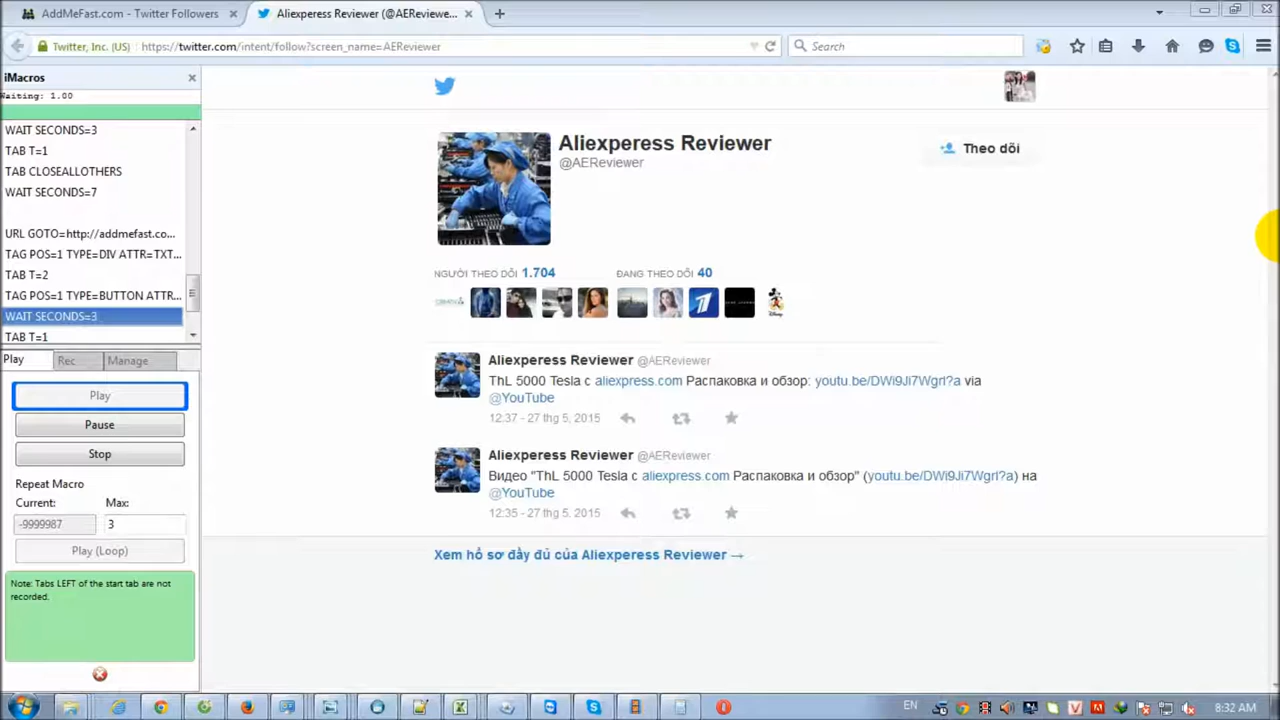 AddMeFast.com - Twitter Followers
Aliexperess Reviewer (@AEReviewe...
Twitter, Inc. (US)
https://twitter.com/intent/follow?screen_name=AEReviewer
Search
iMacros
Waiting: 1.00
WAIT SECONDS=3
TAB T=1
TAB CLOSEALLOTHERS
WAIT SECONDS=7
URL GOTO=http://addmefast.co...
TAG POS=1 TYPE=DIV ATTR=TXT...
TAB T=2
TAG POS=1 TYPE=BUTTON ATTR...
WAIT SECONDS=3
TAB T=1
Play
Rec
Manage
Play
Pause
Stop
Repeat Macro
Current:
Max:
-9999987
3
Play (Loop)
Note: Tabs LEFT of the start tab are not
recorded.
Aliexperess Reviewer
@AEReviewer
Theo dõi
NGƯỜI THEO DÕI 1.704
ĐANG THEO DÕI 40
Aliexperess Reviewer @AEReviewer
ThL 5000 Tesla с aliexpress.com Распаковка и обзор: youtu.be/DWi9Ji7WgrI?a via
@YouTube
12:37 - 27 thg 5, 2015
Aliexperess Reviewer @AEReviewer
Видео "ThL 5000 Tesla с aliexpress.com Распаковка и обзор" (youtu.be/DWi9Ji7WgrI?a) на
@YouTube
12:35 - 27 thg 5, 2015
Xem hồ sơ đầy đủ của Aliexperess Reviewer →
EN
8:32 AM